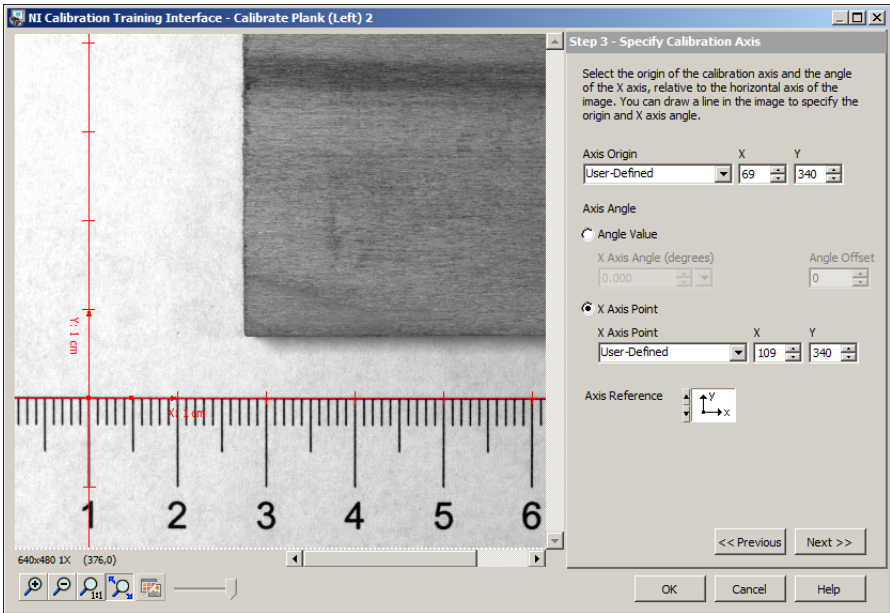 NI Calibration Training Interface - Calibrate Plank (Left) 2
Step 3 - Specify Calibration Axis
Select the origin of the calibration axis and the angle
of the X axis, relative to the horizontal axis of the
image. You can draw a line in the image to specify the
origin and X axis angle.
Axis Origin X Y
User-Defined 69 340
Axis Angle
Angle Value
X Axis Angle (degrees) Angle Offset
0.000 0
X Axis Point
X Axis Point X Y
User-Defined 109 340
Axis Reference
y
x
Y: 1 cm
X: 1 cm
1 2 3 4 5 6
<< Previous Next >>
640x480 1X (376,0)
1:1
OK Cancel Help